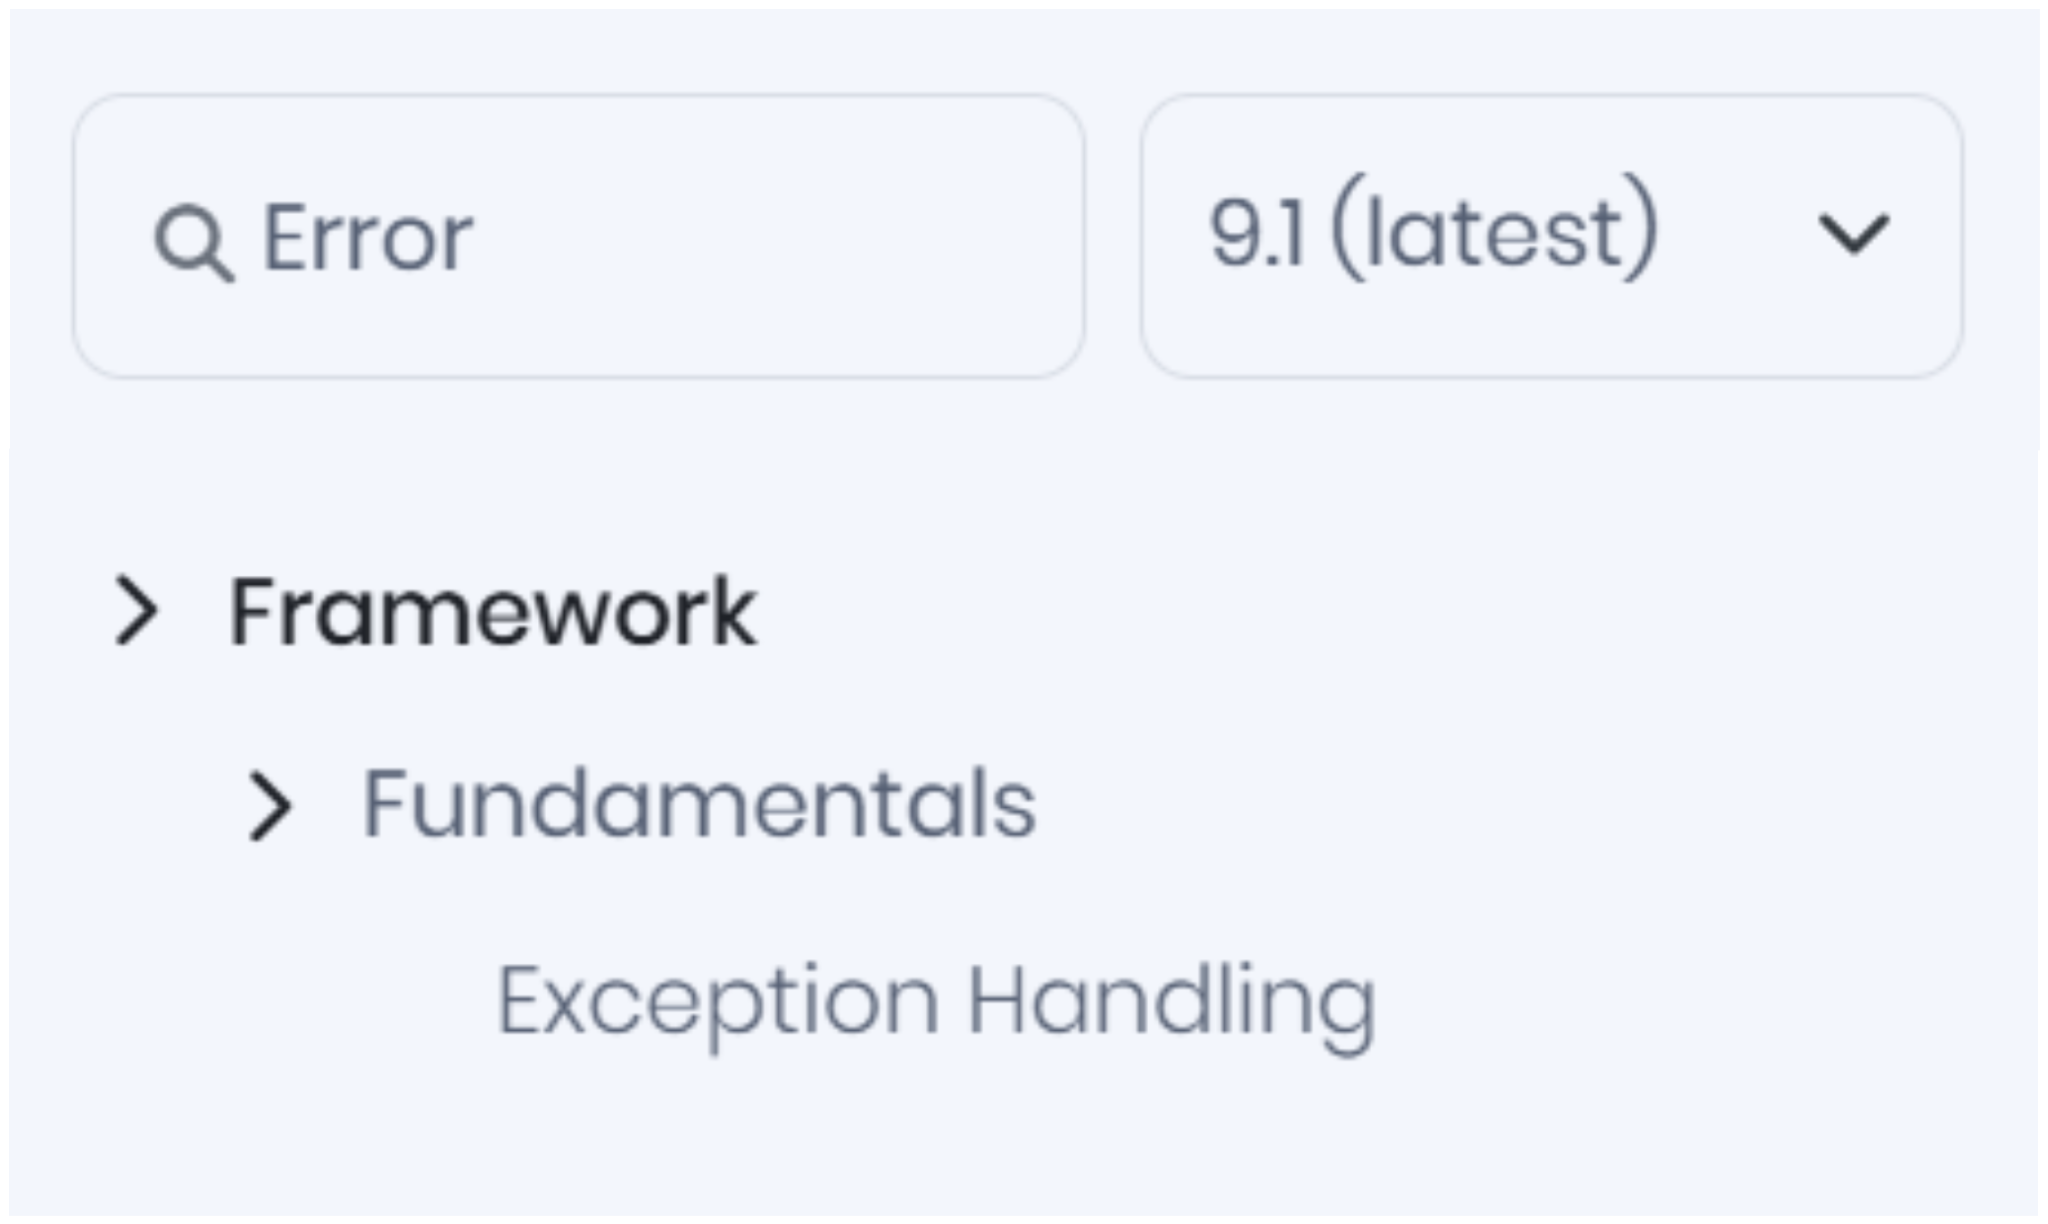 Error
9.1 (latest)
Framework
Fundamentals
Exception Handling